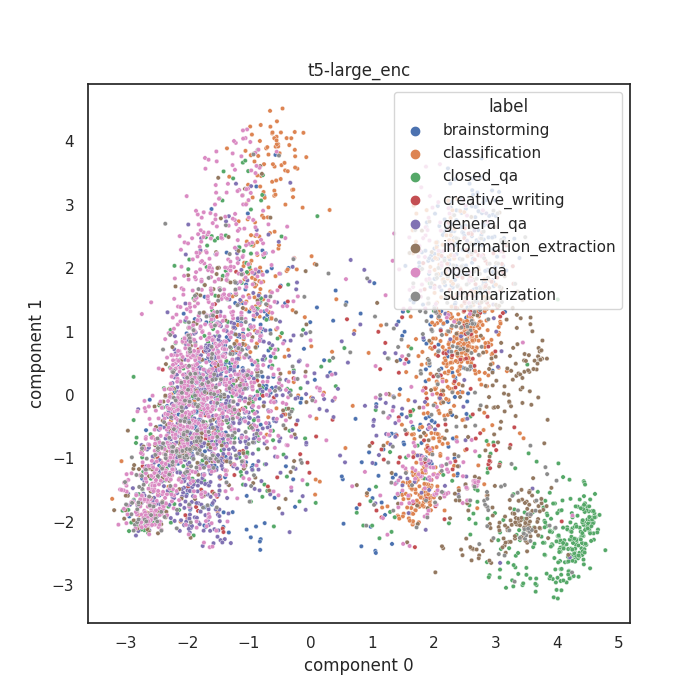 t5-large_enc
label
brainstorming
classification
closed_qa
creative_writing
general_qa
information_extraction
open_qa
summarization
component 1
4
3
2
1
0
−1
−2
−3
−3
−2
−1
0
1
2
3
4
5
component 0